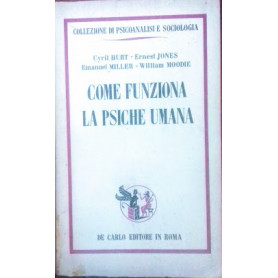 COLLEZIONE DI PSICOANALISI E SOCIOLOGIA
Cyril BURT - Ernest JONES
Emanuel MILLER - William MOODIE
COME FUNZIONA
LA PSICHE UMANA
DE CARLO EDITORE IN ROMA